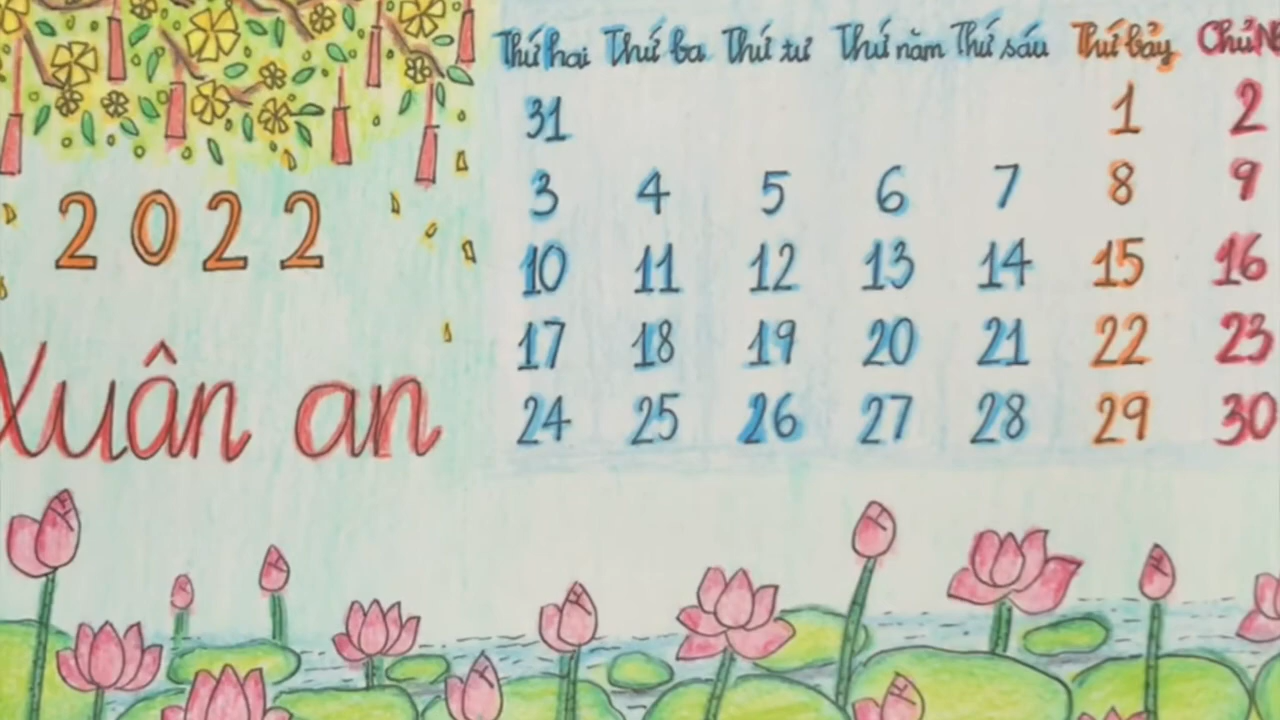 2022
Xuân an
Thứ hai Thứ ba Thứ tư Thứ năm Thứ sáu Thứ bảy Chủ
31 1 2
3 4 5 6 7 8 9
10 11 12 13 14 15 16
17 18 19 20 21 22 23
24 25 26 27 28 29 30